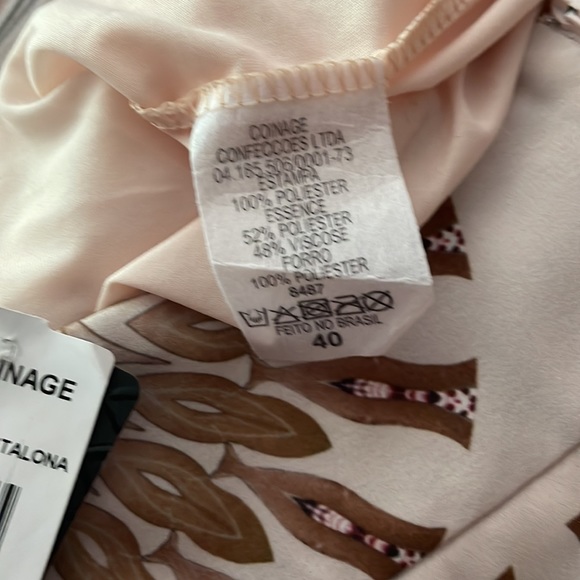 COINAGE
CONFECCOES LTDA
04.185.506/0001-73
ESTAMPA
100% POLIESTER
ESSENCE
52% POLIESTER
48% VISCOSE
FORRO
100% POLIESTER
8487
FEITO NO BRASIL
40
INAGE
TALONA